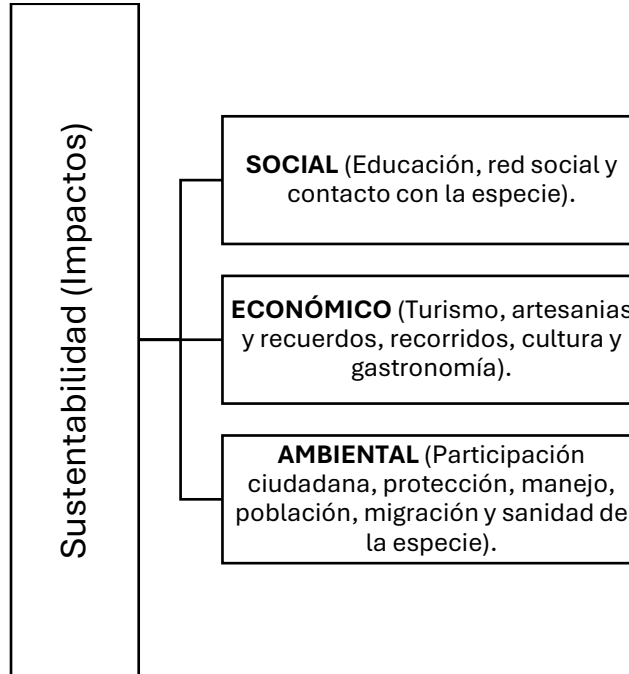 Sustentabilidad (Impactos)
SOCIAL (Educación, red social y
contacto con la especie).
ECONÓMICO (Turismo, artesanias
y recuerdos, recorridos, cultura y
gastronomía).
AMBIENTAL (Participación
ciudadana, protección, manejo,
población, migración y sanidad de
la especie).